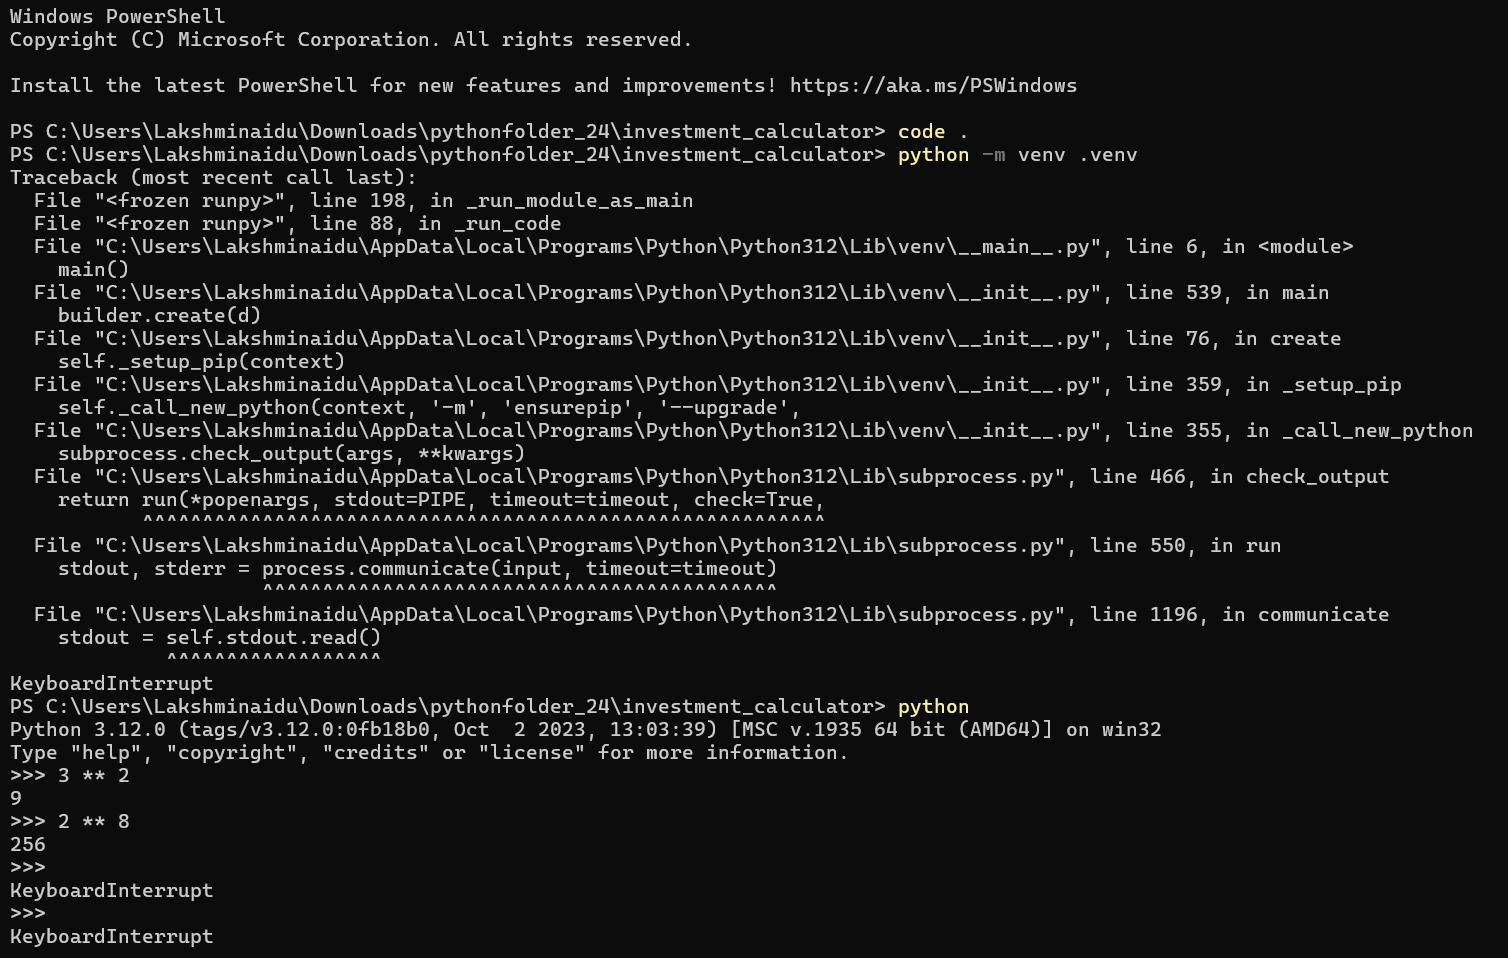 Windows PowerShell
Copyright (C) Microsoft Corporation. All rights reserved.
Install the latest PowerShell for new features and improvements! https://aka.ms/PSWindows
PS C:\Users\Lakshminaidu\Downloads\pythonfolder_24\investment_calculator> code .
PS C:\Users\Lakshminaidu\Downloads\pythonfolder_24\investment_calculator> python -m venv .venv
Traceback (most recent call last):
  File "<frozen runpy>", line 198, in _run_module_as_main
  File "<frozen runpy>", line 88, in _run_code
  File "C:\Users\Lakshminaidu\AppData\Local\Programs\Python\Python312\Lib\venv\__main__.py", line 6, in <module>
    main()
  File "C:\Users\Lakshminaidu\AppData\Local\Programs\Python\Python312\Lib\venv\__init__.py", line 539, in main
    builder.create(d)
  File "C:\Users\Lakshminaidu\AppData\Local\Programs\Python\Python312\Lib\venv\__init__.py", line 76, in create
    self._setup_pip(context)
  File "C:\Users\Lakshminaidu\AppData\Local\Programs\Python\Python312\Lib\venv\__init__.py", line 359, in _setup_pip
    self._call_new_python(context, '-m', 'ensurepip', '--upgrade',
  File "C:\Users\Lakshminaidu\AppData\Local\Programs\Python\Python312\Lib\venv\__init__.py", line 355, in _call_new_python
    subprocess.check_output(args, **kwargs)
  File "C:\Users\Lakshminaidu\AppData\Local\Programs\Python\Python312\Lib\subprocess.py", line 466, in check_output
    return run(*popenargs, stdout=PIPE, timeout=timeout, check=True,
           ^^^^^^^^^^^^^^^^^^^^^^^^^^^^^^^^^^^^^^^^^^^^^^^^^^^^^^^^^
  File "C:\Users\Lakshminaidu\AppData\Local\Programs\Python\Python312\Lib\subprocess.py", line 550, in run
    stdout, stderr = process.communicate(input, timeout=timeout)
                     ^^^^^^^^^^^^^^^^^^^^^^^^^^^^^^^^^^^^^^^^^^^
  File "C:\Users\Lakshminaidu\AppData\Local\Programs\Python\Python312\Lib\subprocess.py", line 1196, in communicate
    stdout = self.stdout.read()
             ^^^^^^^^^^^^^^^^^^
KeyboardInterrupt
PS C:\Users\Lakshminaidu\Downloads\pythonfolder_24\investment_calculator> python
Python 3.12.0 (tags/v3.12.0:0fb18b0, Oct  2 2023, 13:03:39) [MSC v.1935 64 bit (AMD64)] on win32
Type "help", "copyright", "credits" or "license" for more information.
>>> 3 ** 2
9
>>> 2 ** 8
256
>>>
KeyboardInterrupt
>>>
KeyboardInterrupt